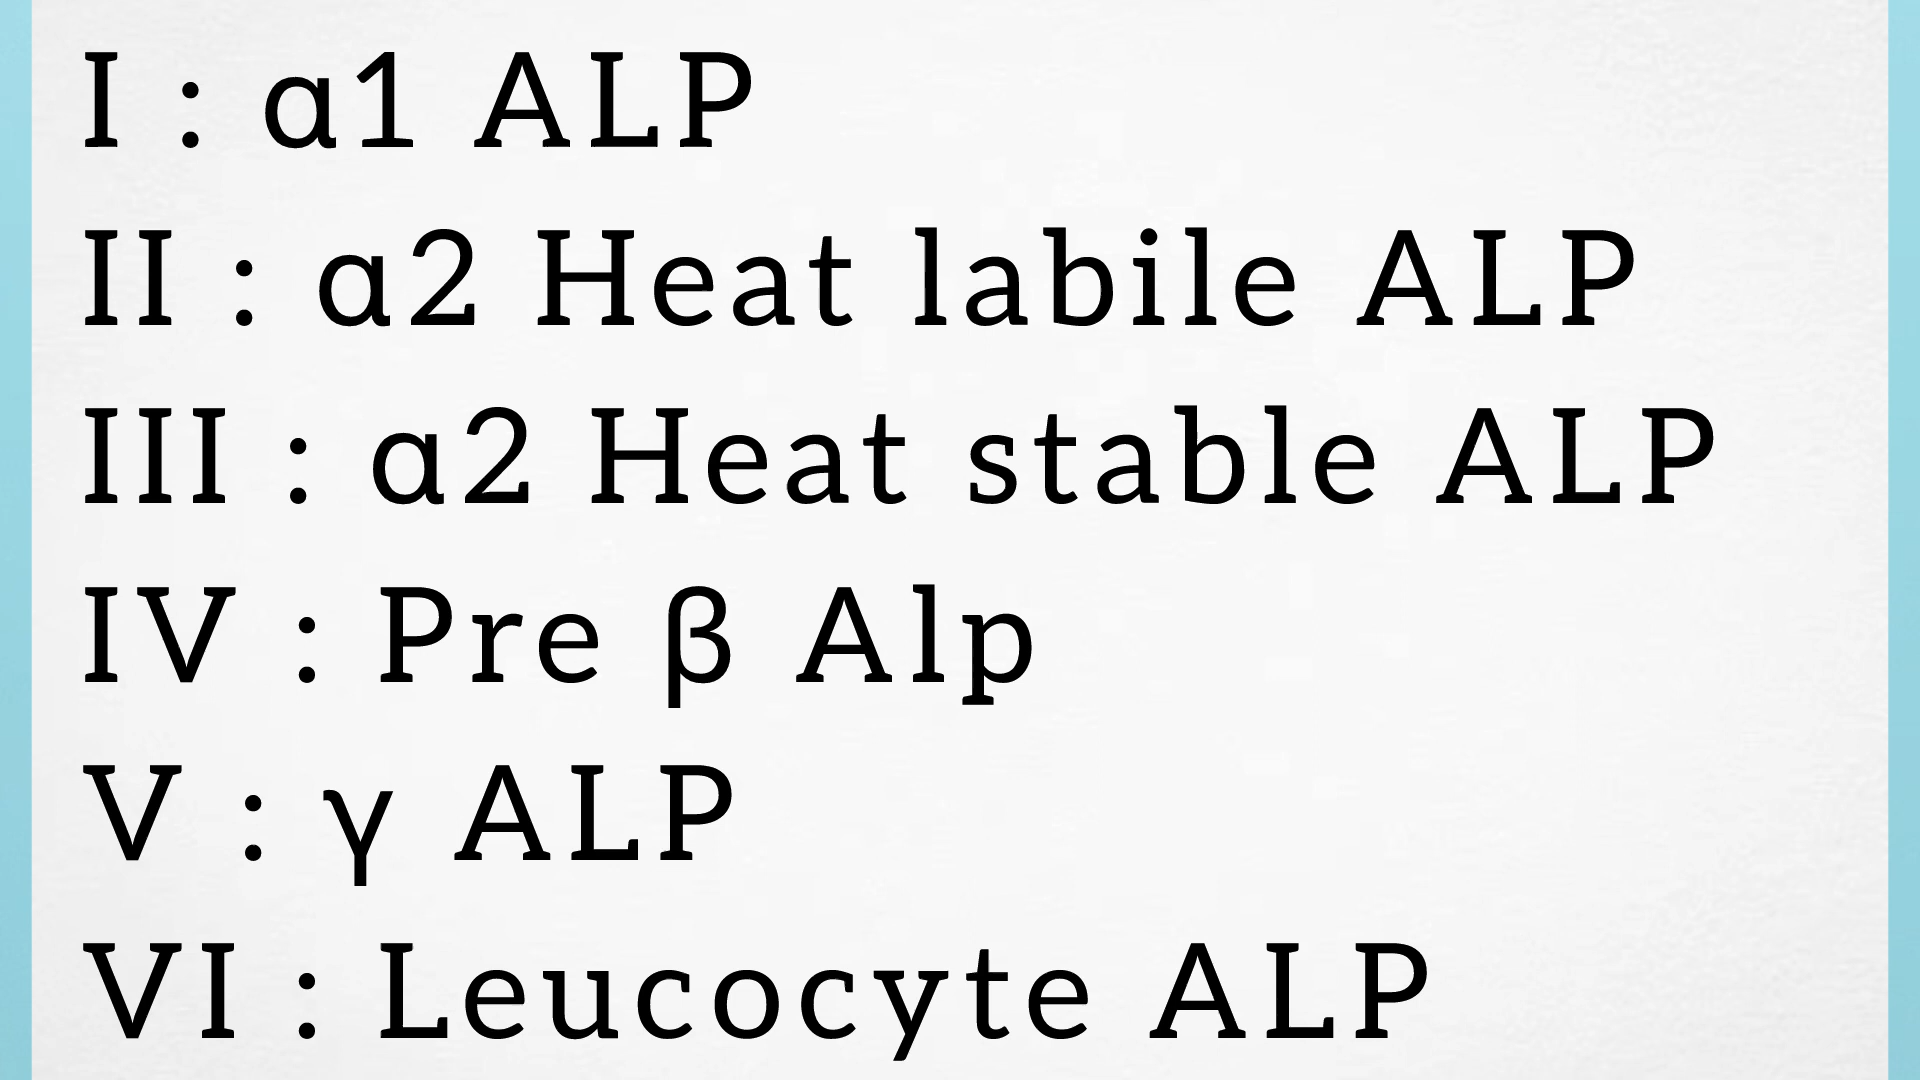 I : α1 ALP
II : α2 Heat labile ALP
III : α2 Heat stable ALP
IV : Pre β Alp
V : γ ALP
VI : Leucocyte ALP